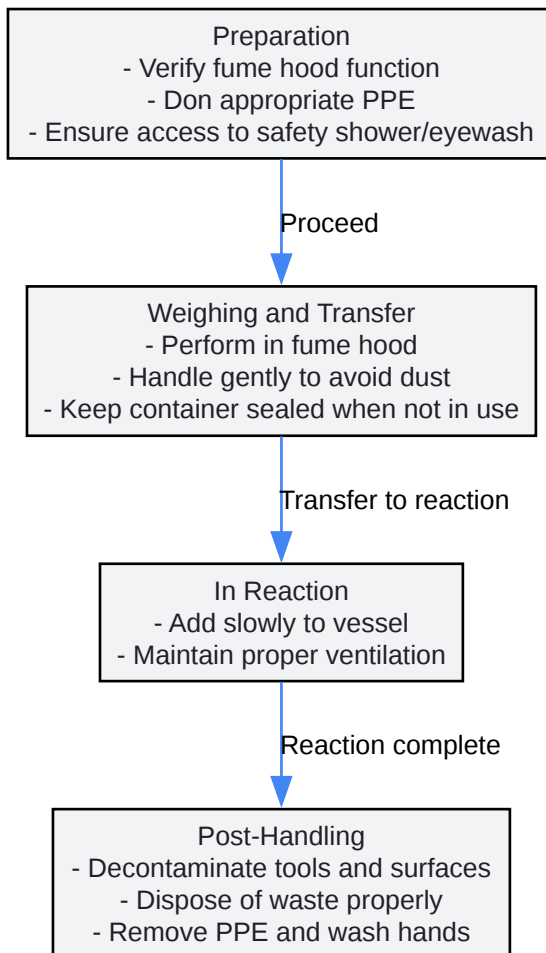 Preparation
- Verify fume hood function
- Don appropriate PPE
- Ensure access to safety shower/eyewash
Proceed
Weighing and Transfer
- Perform in fume hood
- Handle gently to avoid dust
- Keep container sealed when not in use
Transfer to reaction
In Reaction
- Add slowly to vessel
- Maintain proper ventilation
Reaction complete
Post-Handling
- Decontaminate tools and surfaces
- Dispose of waste properly
- Remove PPE and wash hands